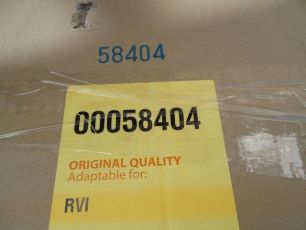 58404
00058404
ORIGINAL QUALITY
Adaptable for:
RVI